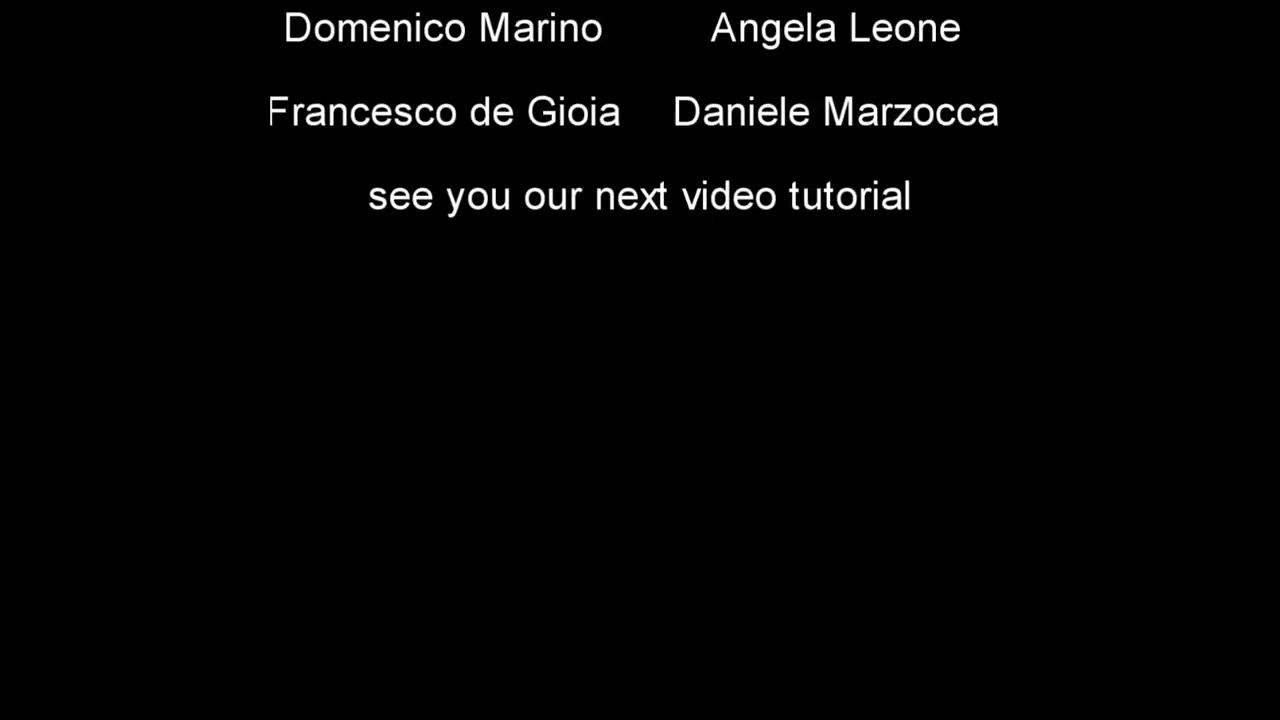 Domenico Marino Angela Leone
Francesco de Gioia Daniele Marzocca
see you our next video tutorial